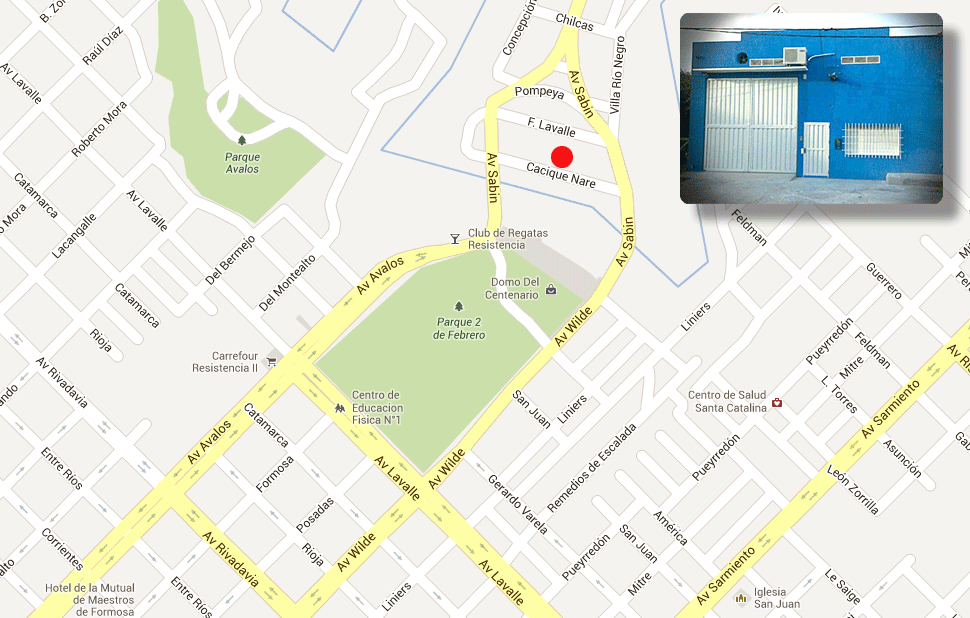 B. Zo
Raúl Díaz
Concepción
Chilcas
Av Lavalle
Av Sabin
Villa Río Negro
Pompeya
Roberto Mora
F. Lavalle
Parque
Avalos
Av Sabin
Cacique Nare
Catamarca
Av Lavalle
Mora
Lacangalle
Feldman
Club de Regatas
Resistencia
Av Sabin
Del Bermejo
Av Avalos
Guerrero
Del Montealto
Domo Del
Centenario
Catamarca
Liniers
Parque 2
de Febrero
Av Wilde
Rioja
Pueyrredón
Feldman
Carrefour
Resistencia II
Mitre
Av Rivadavia
L. Torres
Centro de
Educacion
Fisica N°1
San Juan
Liniers
Centro de Salud
Santa Catalina
Av Sarmiento
Catamarca
Av Avalos
Remedios de Escalada
Pueyrredón
Asunción
Entre Rios
Formosa
Av Lavalle
Av Wilde
León Zorrilla
Gerardo Varela
Posadas
América
Corrientes
Av Rivadavia
Rioja
Av Wilde
Pueyrredón
San Juan
Av Sarmiento
Mitre
Av Lavalle
Hotel de la Mutual
de Maestros
de Formosa
Entre Ríos
Liniers
Le Saige
Iglesia
San Juan